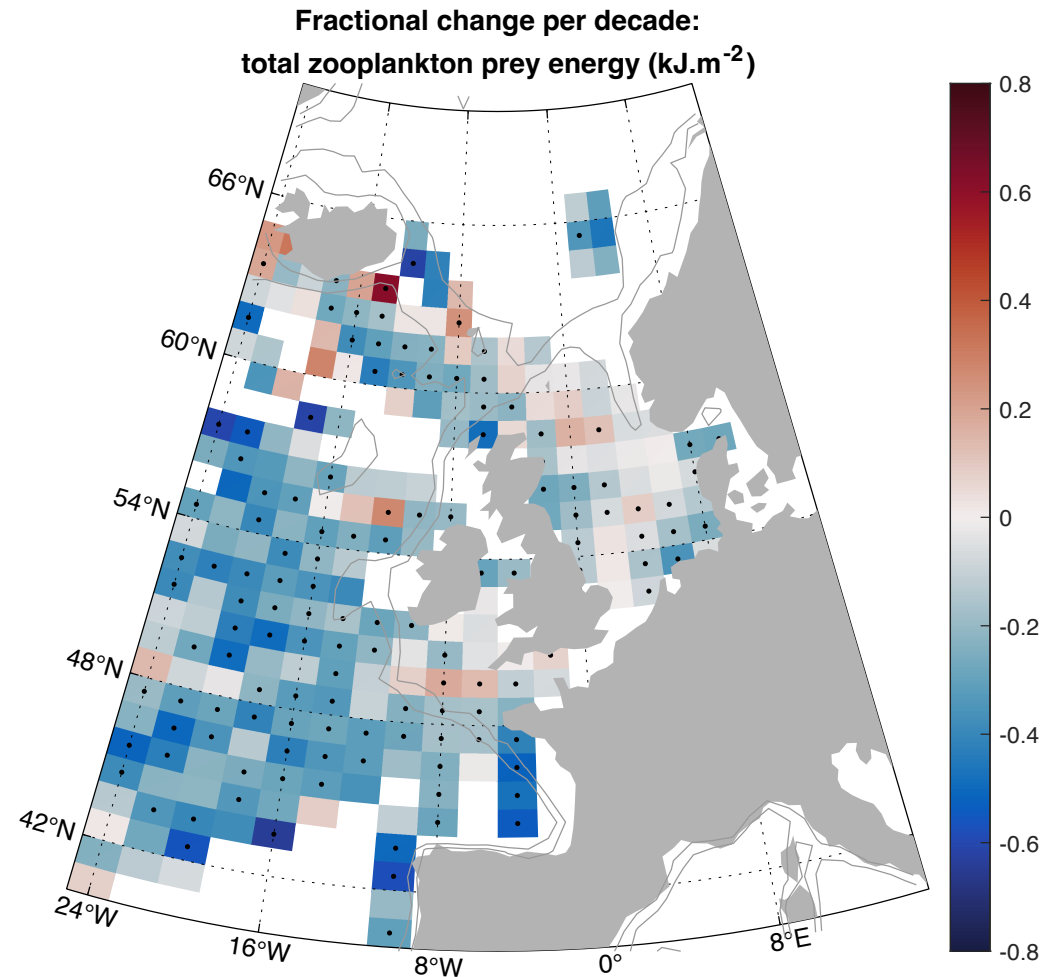 Fractional change per decade:
total zooplankton prey energy (kJ.m⁻²)
0.8
0.6
0.4
0.2
0
-0.2
-0.4
-0.6
-0.8
66°N
60°N
54°N
48°N
42°N
24°W
16°W
8°W
0°
8°E